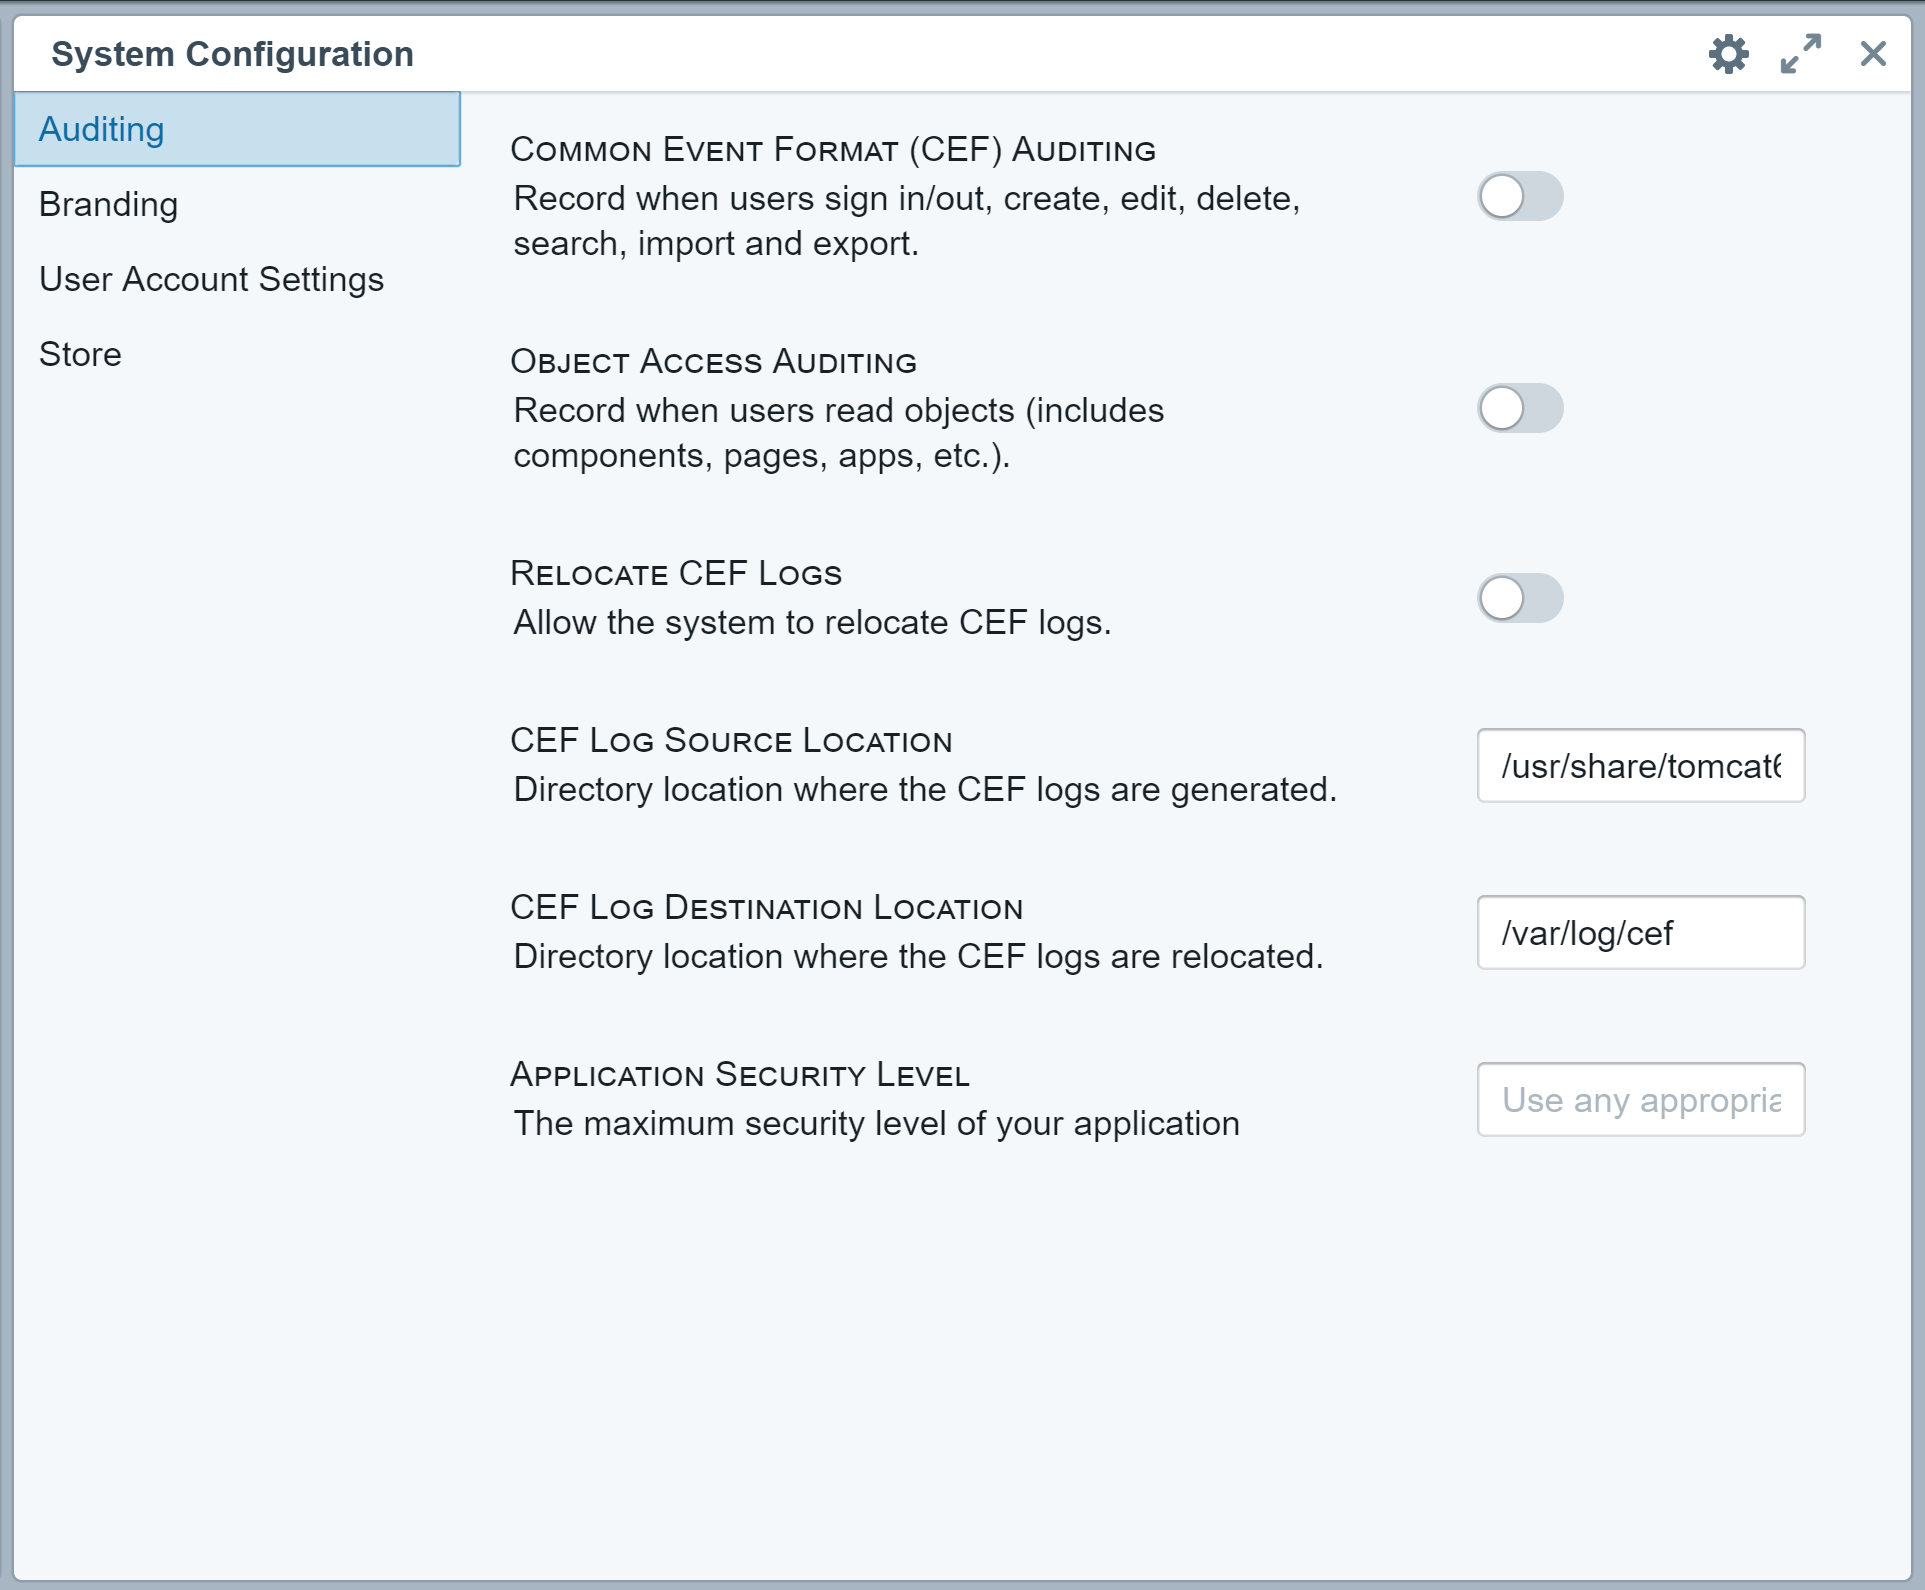 System Configuration
Auditing
Branding
User Account Settings
Store
Common Event Format (CEF) Auditing
Record when users sign in/out, create, edit, delete,
search, import and export.
Object Access Auditing
Record when users read objects (includes
components, pages, apps, etc.).
Relocate CEF Logs
Allow the system to relocate CEF logs.
CEF Log Source Location
Directory location where the CEF logs are generated.
/usr/share/tomcat6
CEF Log Destination Location
Directory location where the CEF logs are relocated.
/var/log/cef
Application Security Level
The maximum security level of your application
Use any appropria